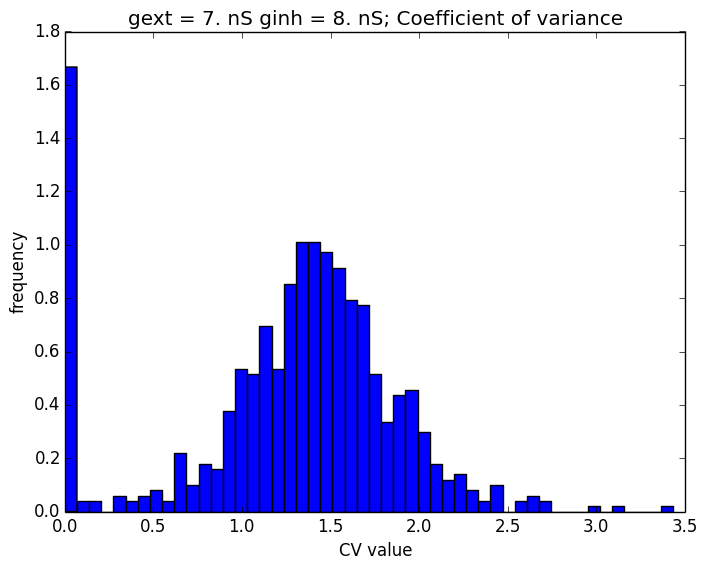 gext = 7. nS ginh = 8. nS; Coefficient of variance
1.8
1.6
1.4
1.2
1.0
0.8
0.6
0.4
0.2
0.0
frequency
0.0 0.5 1.0 1.5 2.0 2.5 3.0 3.5
CV value